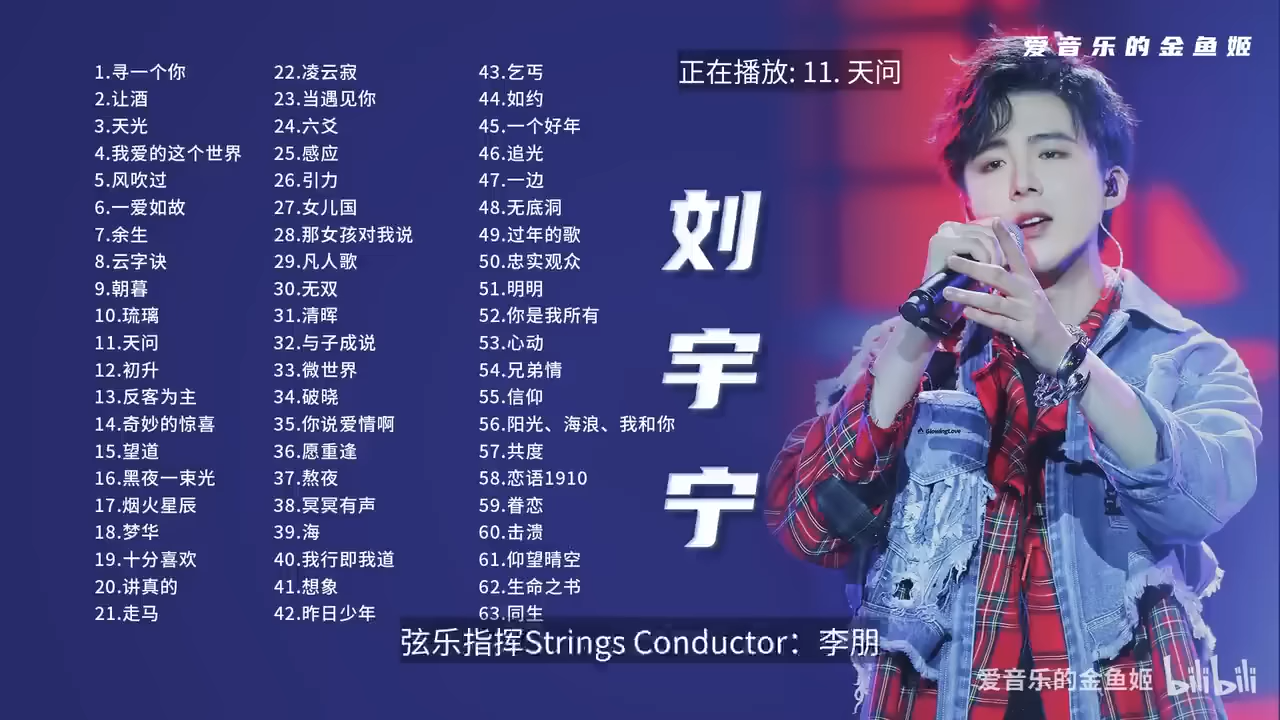 爱音乐的金鱼姬
正在播放: 11. 天问
1.寻一个你
2.让酒
3.天光
4.我爱的这个世界
5.风吹过
6.一爱如故
7.余生
8.云字诀
9.朝暮
10.琉璃
11.天问
12.初升
13.反客为主
14.奇妙的惊喜
15.望道
16.黑夜一束光
17.烟火星辰
18.梦华
19.十分喜欢
20.讲真的
21.走马
22.凌云寂
23.当遇见你
24.六爻
25.感应
26.引力
27.女儿国
28.那女孩对我说
29.凡人歌
30.无双
31.清晖
32.与子成说
33.微世界
34.破晓
35.你说爱情啊
36.愿重逢
37.熬夜
38.冥冥有声
39.海
40.我行即我道
41.想象
42.昨日少年
43.乞丐
44.如约
45.一个好年
46.追光
47.一边
48.无底洞
49.过年的歌
50.忠实观众
51.明明
52.你是我所有
53.心动
54.兄弟情
55.信仰
56.阳光、海浪、我和你
57.共度
58.恋语1910
59.眷恋
60.击溃
61.仰望晴空
62.生命之书
63.同生
刘
宇
宁
GlowingLove
弦乐指挥Strings Conductor：李朋
爱音乐的金鱼姬 bilibili